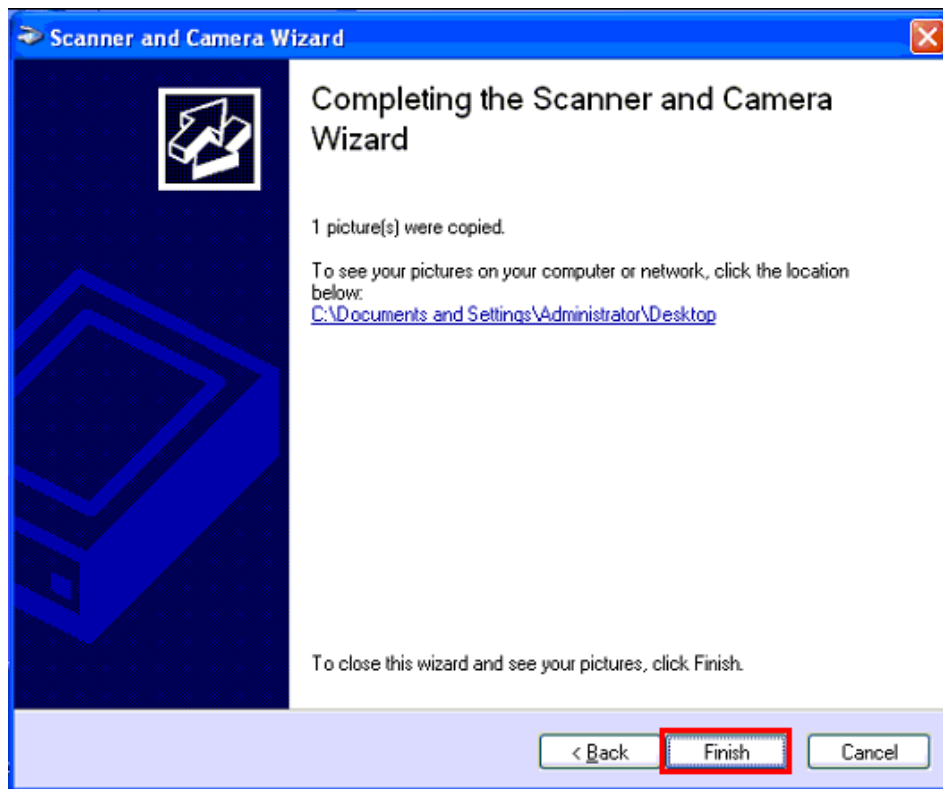 Scanner and Camera Wizard
Completing the Scanner and Camera
Wizard
1 picture(s) were copied.
To see your pictures on your computer or network, click the location
below:
C:\Documents and Settings\Administrator\Desktop
To close this wizard and see your pictures, click Finish.
< Back
Finish
Cancel